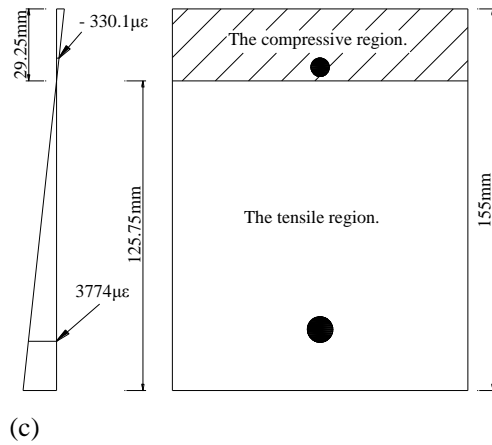 - 330.1με
29.25mm
The compressive region.
125.75mm
155mm
The tensile region.
3774με
(c)